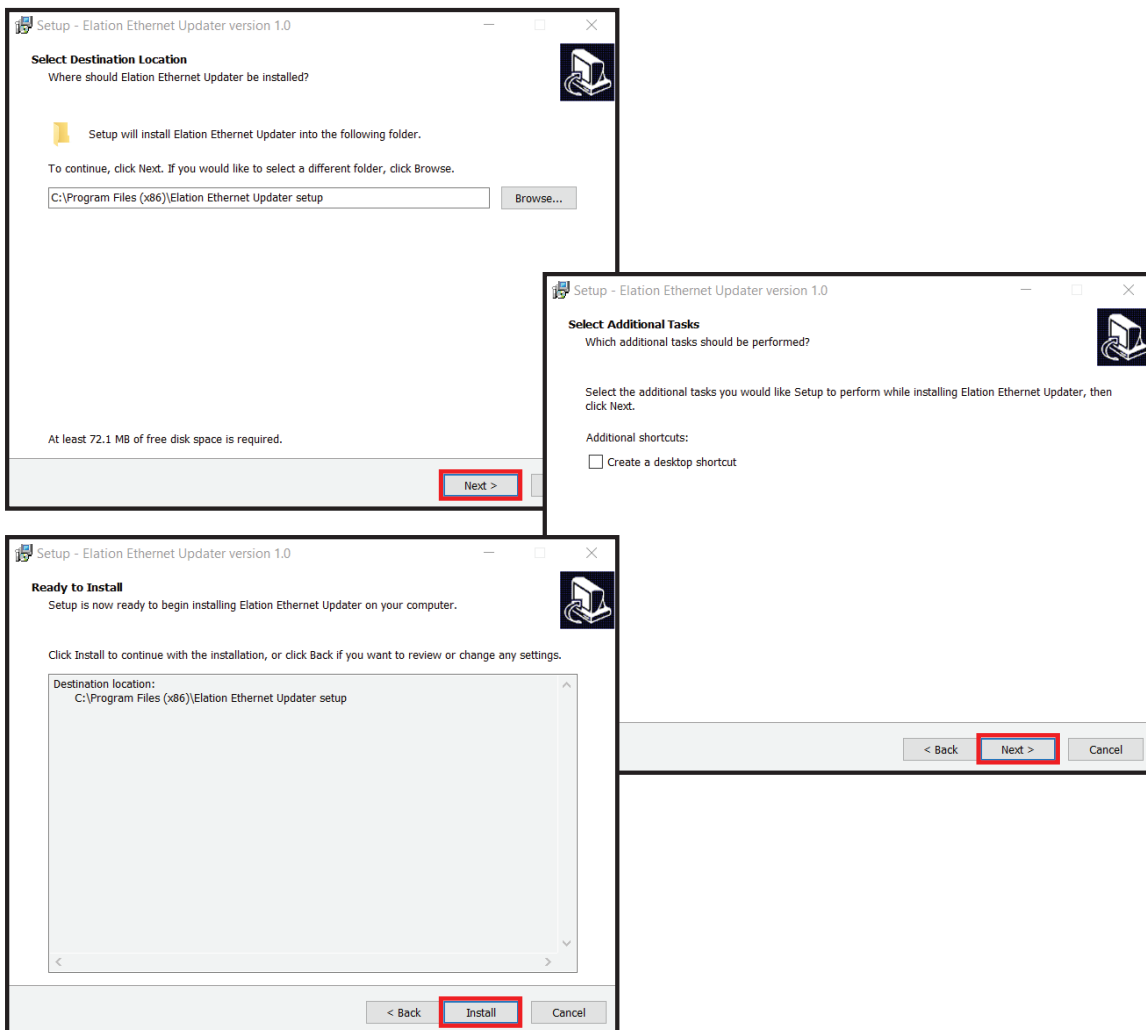 Setup - Elation Ethernet Updater version 1.0
Select Destination Location
Where should Elation Ethernet Updater be installed?
Setup will install Elation Ethernet Updater into the following folder.
To continue, click Next. If you would like to select a different folder, click Browse.
C:\Program Files (x86)\Elation Ethernet Updater setup
Browse...
At least 72.1 MB of free disk space is required.
Next >
Setup - Elation Ethernet Updater version 1.0
Select Additional Tasks
Which additional tasks should be performed?
Select the additional tasks you would like Setup to perform while installing Elation Ethernet Updater, then
click Next.
Additional shortcuts:
Create a desktop shortcut
< Back
Next >
Cancel
Setup - Elation Ethernet Updater version 1.0
Ready to Install
Setup is now ready to begin installing Elation Ethernet Updater on your computer.
Click Install to continue with the installation, or click Back if you want to review or change any settings.
Destination location:
C:\Program Files (x86)\Elation Ethernet Updater setup
< Back
Install
Cancel